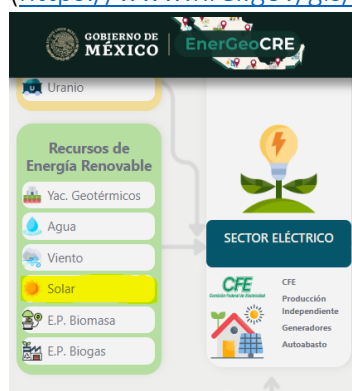 GOBIERNO DE
MÉXICO
EnerGeoCRE
Uranio
Recursos de
Energía Renovable
Yac. Geotérmicos
Agua
Viento
Solar
E.P. Biomasa
E.P. Biogas
SECTOR ELÉCTRICO
CFE
Comisión Federal de Electricidad
CFE
Producción
Independiente
Generadores
Autoabasto